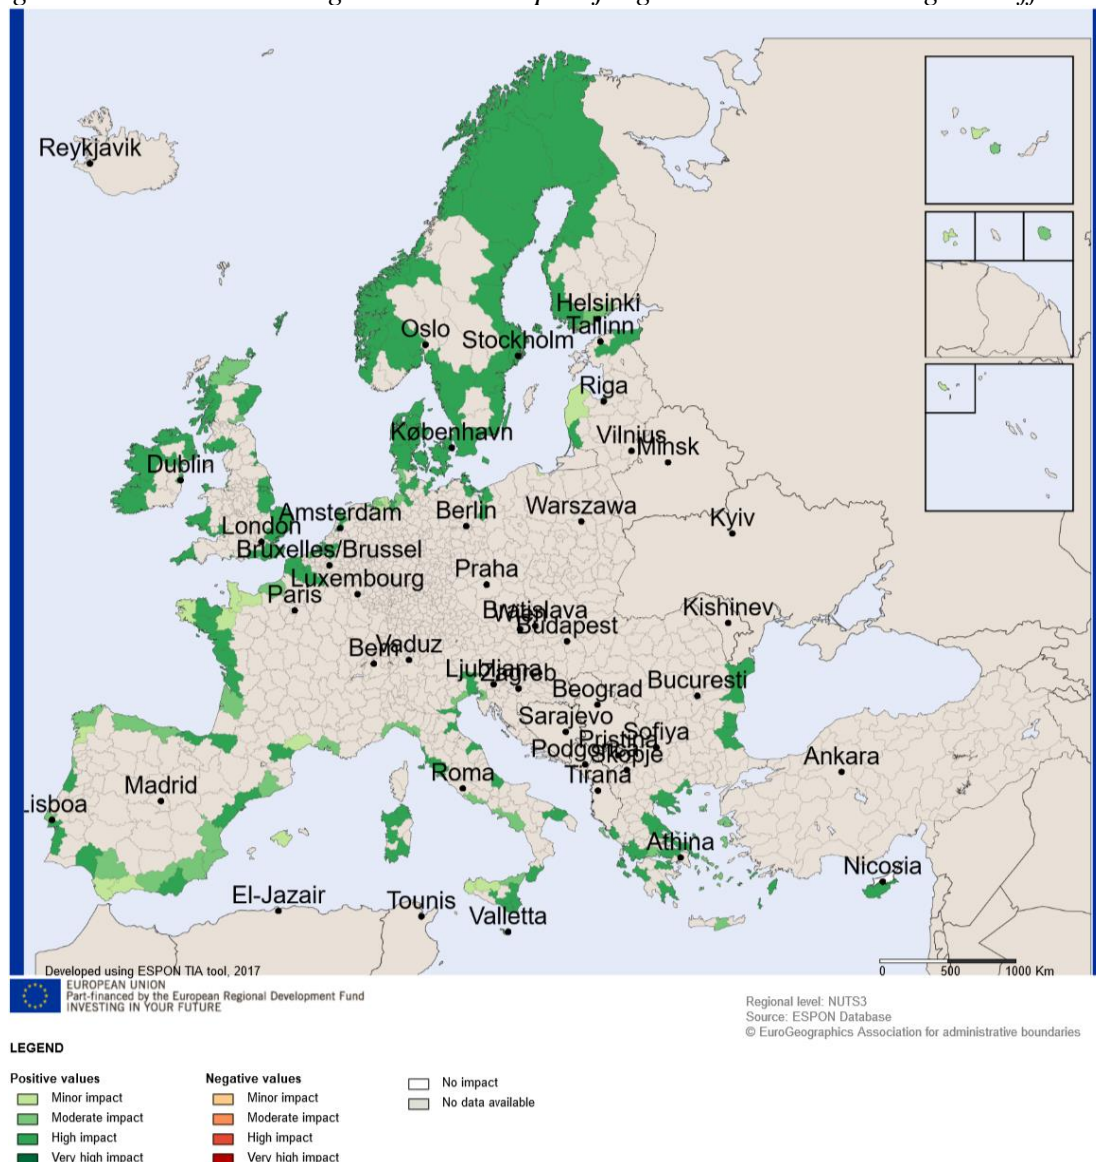 Reykjavik
Helsinki
Tallinn
Oslo
Stockholm
Riga
København
Vilnius
Minsk
Dublin
Amsterdam
Berlin
Warszawa
London
Kyiv
Bruxelles/Brussel
Praha
Luxembourg
Paris
Bratislava
Wien
Kishinev
Budapest
Vaduz
Bern
Ljubljana
Zagreb
Beograd
Bucuresti
Sarajevo
Pristina
Sofiya
Podgorica
Skopje
Ankara
Roma
Tirana
Madrid
Lisboa
Athina
Nicosia
El-Jazair
Tounis
Valletta
Developed using ESPON TIA tool, 2017
0 500 1000 Km
EUROPEAN UNION
Part-financed by the European Regional Development Fund
INVESTING IN YOUR FUTURE
Regional level: NUTS3
Source: ESPON Database
© EuroGeographics Association for administrative boundaries
LEGEND
Positive values
Minor impact
Moderate impact
High impact
Very high impact
Negative values
Minor impact
Moderate impact
High impact
Very high impact
No impact
No data available